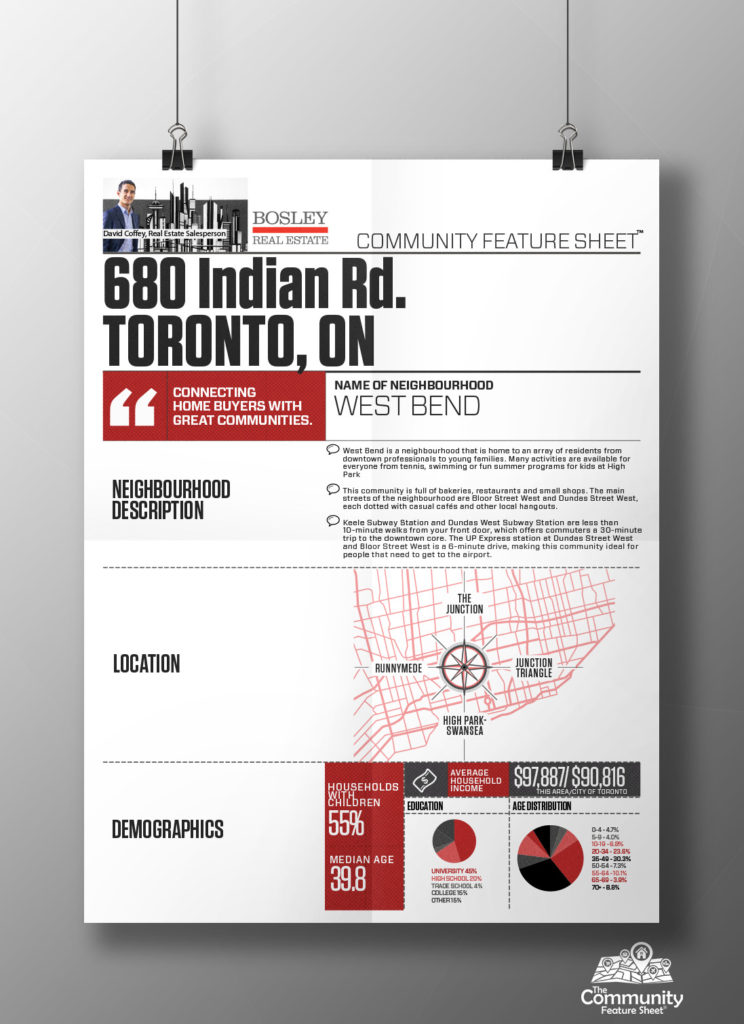 David Coffey, Real Estate Salesperson
BOSLEY
REAL ESTATE
COMMUNITY FEATURE SHEET™
680 Indian Rd.
TORONTO, ON
CONNECTING
HOME BUYERS WITH
GREAT COMMUNITIES.
NAME OF NEIGHBOURHOOD
WEST BEND
NEIGHBOURHOOD
DESCRIPTION
West Bend is a neighbourhood that is home to an array of residents from
downtown professionals to young families. Many activities are available for
everyone from tennis, swimming or fun summer programs for kids at High
Park
This community is full of bakeries, restaurants and small shops. The main
streets of the neighbourhood are Bloor Street West and Dundas Street West,
each dotted with casual cafés and other local hangouts.
Keele Subway Station and Dundas West Subway Station are less than
10-minute walks from your front door, which offers commuters a 30-minute
trip to the downtown core. The UP Express station at Dundas Street West
and Bloor Street West is a 6-minute drive, making this community ideal for
people that need to get to the airport.
LOCATION
THE
JUNCTION
RUNNYMEDE
JUNCTION
TRIANGLE
HIGH PARK-
SWANSEA
DEMOGRAPHICS
HOUSEHOLDS
WITH
CHILDREN
55%
MEDIAN AGE
39.8
AVERAGE
HOUSEHOLD
INCOME
$97,887/ $90,816
THIS AREA/CITY OF TORONTO
EDUCATION
UNIVERSITY 45%
HIGH SCHOOL 20%
TRADE SCHOOL 4%
COLLEGE 15%
OTHER 15%
AGE DISTRIBUTION
0-4 - 4.7%
5-9 - 4.0%
10-19 - 6.8%
20-34 - 23.6%
35-49 - 30.3%
50-54 - 7.3%
55-64 - 10.1%
65-69 - 3.9%
70+ - 8.8%
The
Community
Feature Sheet®